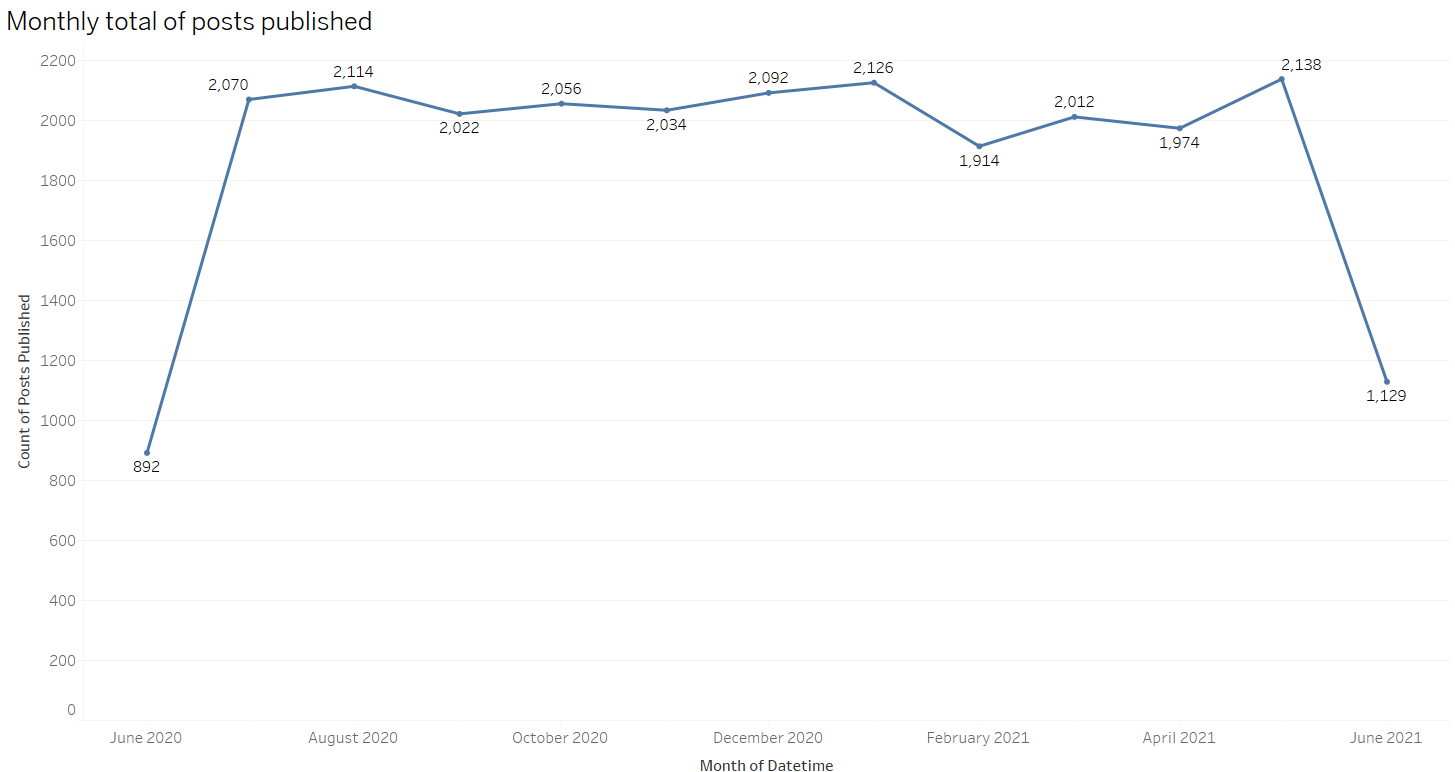 Monthly total of posts published
2200
2000
1800
1600
1400
1200
1000
800
600
400
200
0
Count of Posts Published
892
2,070
2,114
2,022
2,056
2,034
2,092
2,126
1,914
2,012
1,974
2,138
1,129
June 2020
August 2020
October 2020
December 2020
February 2021
April 2021
June 2021
Month of Datetime